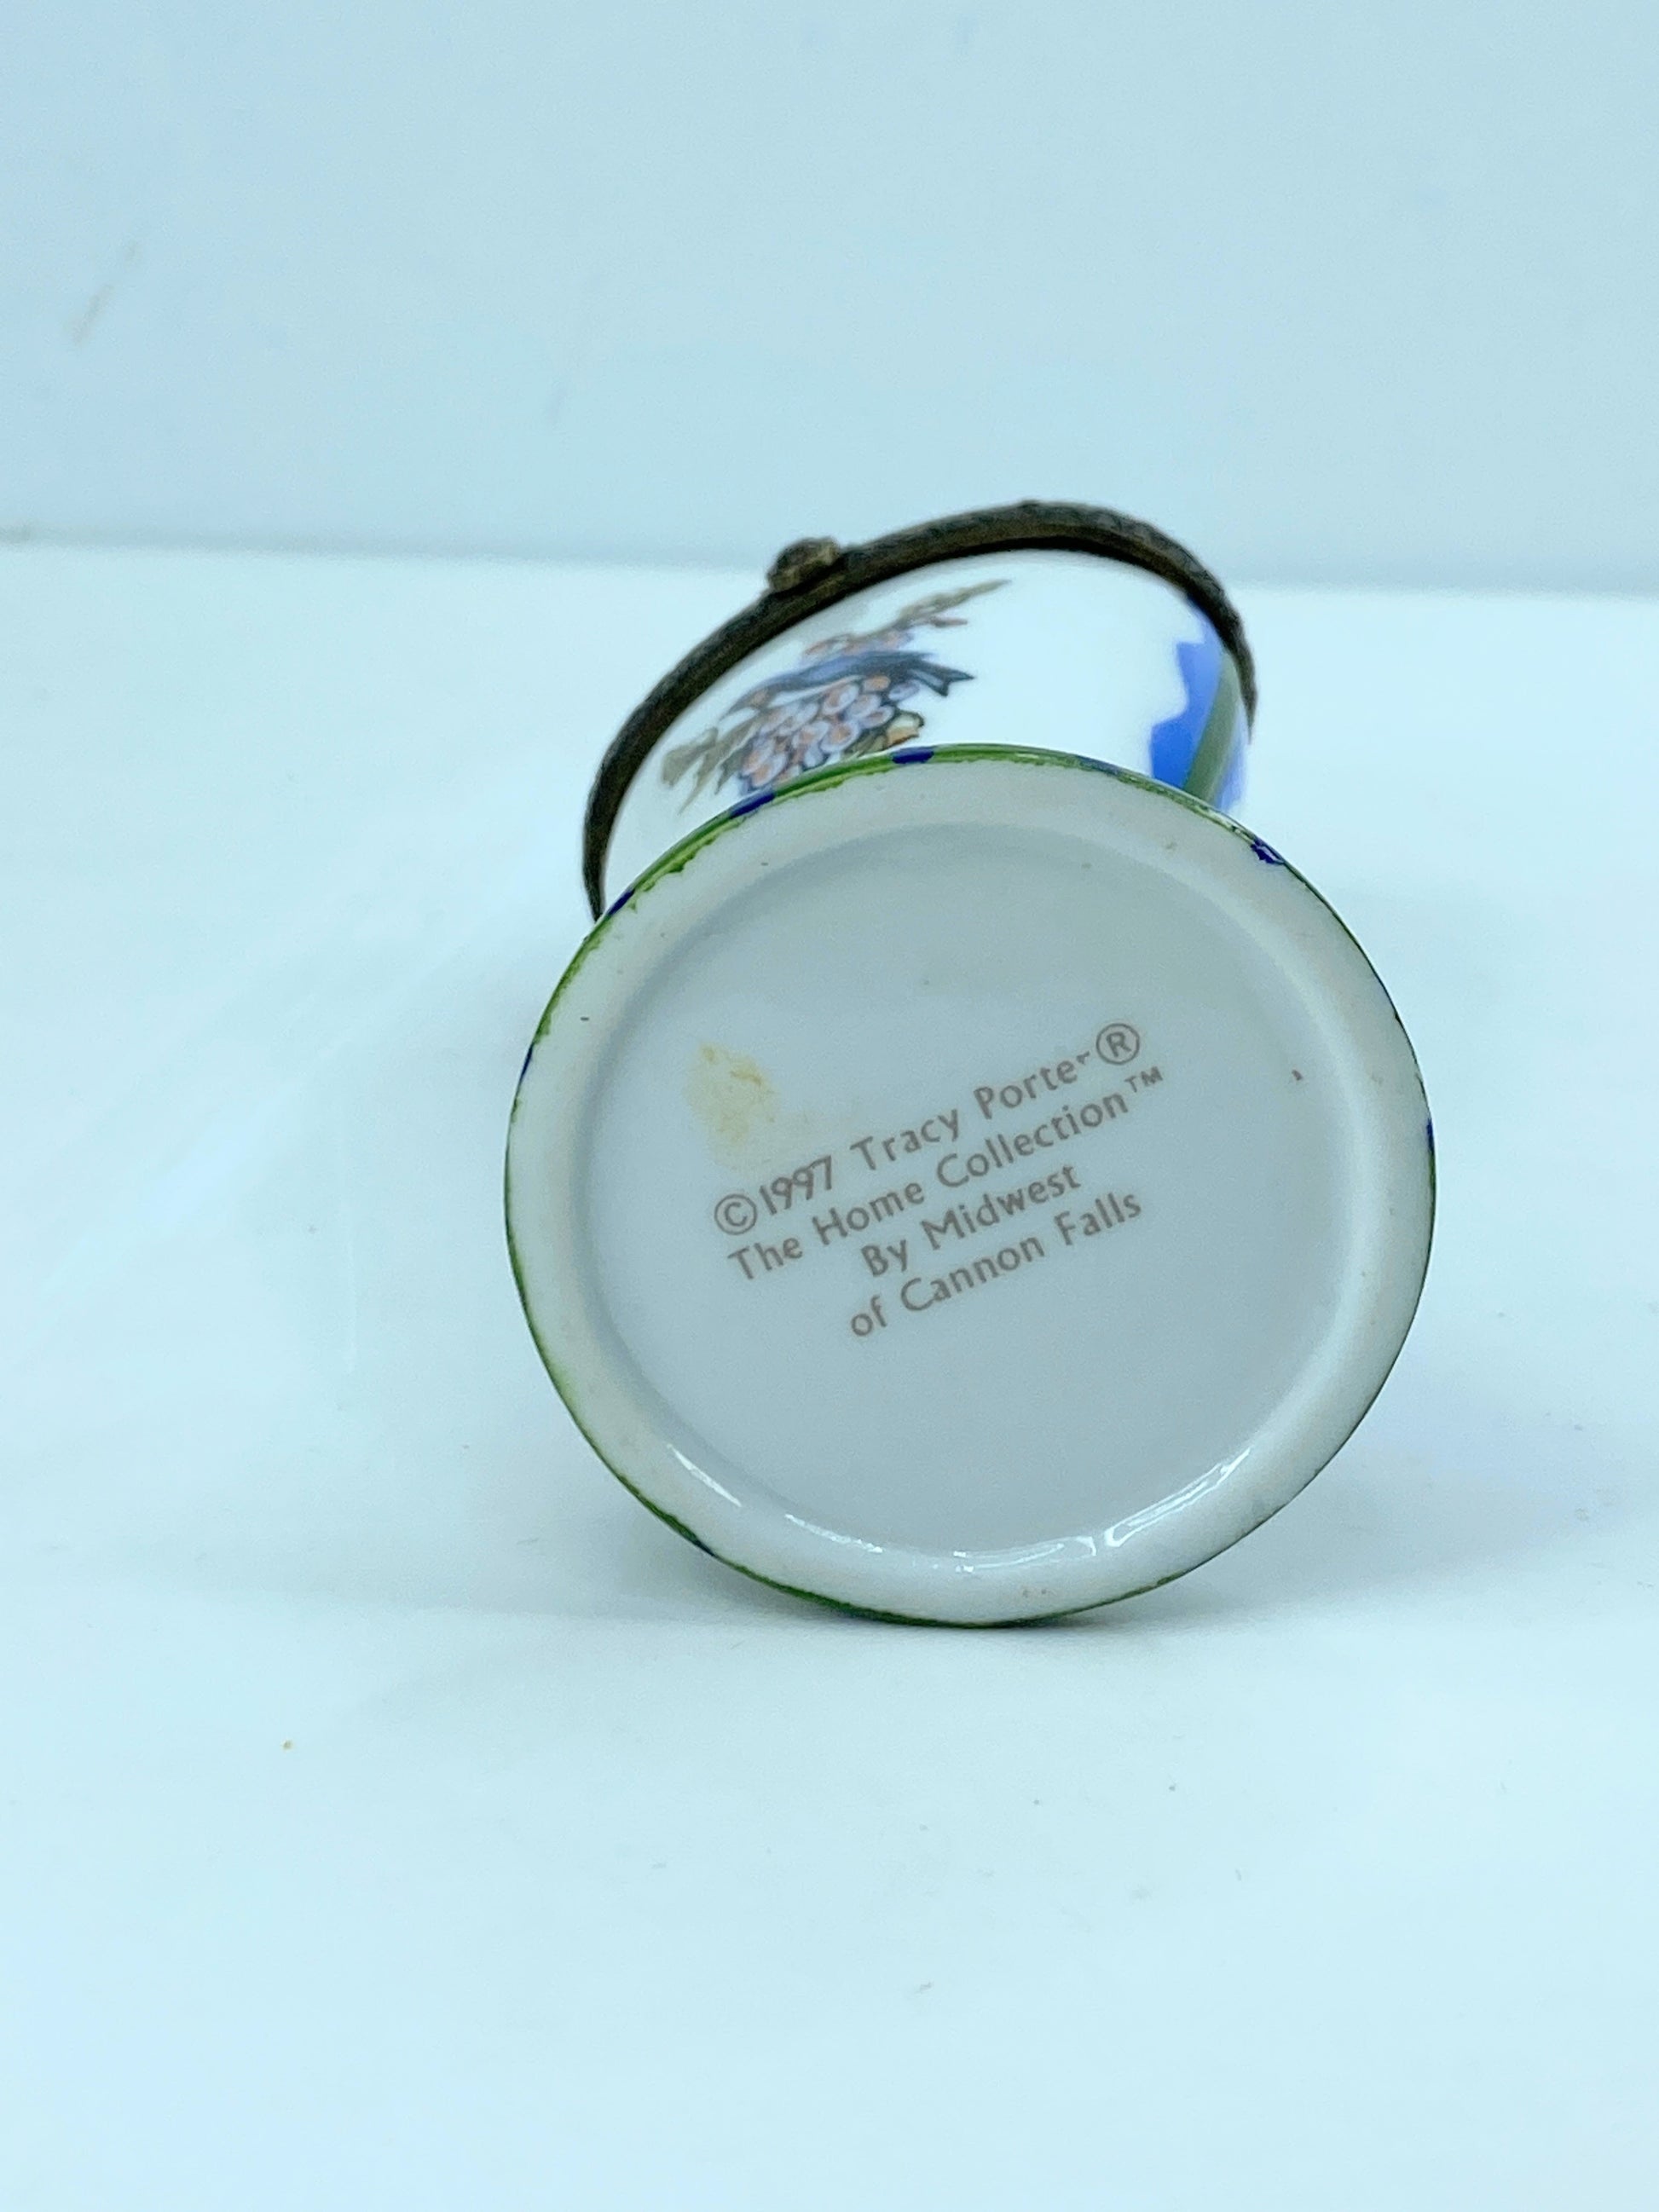 ©1997 Tracy Porter®
The Home Collection™
By Midwest
of Cannon Falls